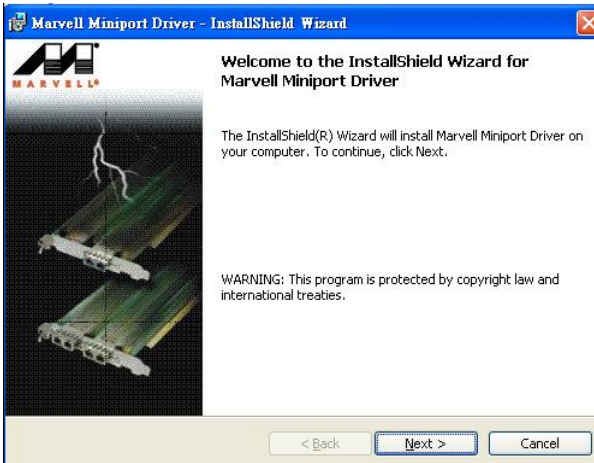 Marvell Miniport Driver - InstallShield Wizard
MARVELL®
Welcome to the InstallShield Wizard for
Marvell Miniport Driver
The InstallShield(R) Wizard will install Marvell Miniport Driver on
your computer. To continue, click Next.
WARNING: This program is protected by copyright law and
international treaties.
< Back
Next >
Cancel